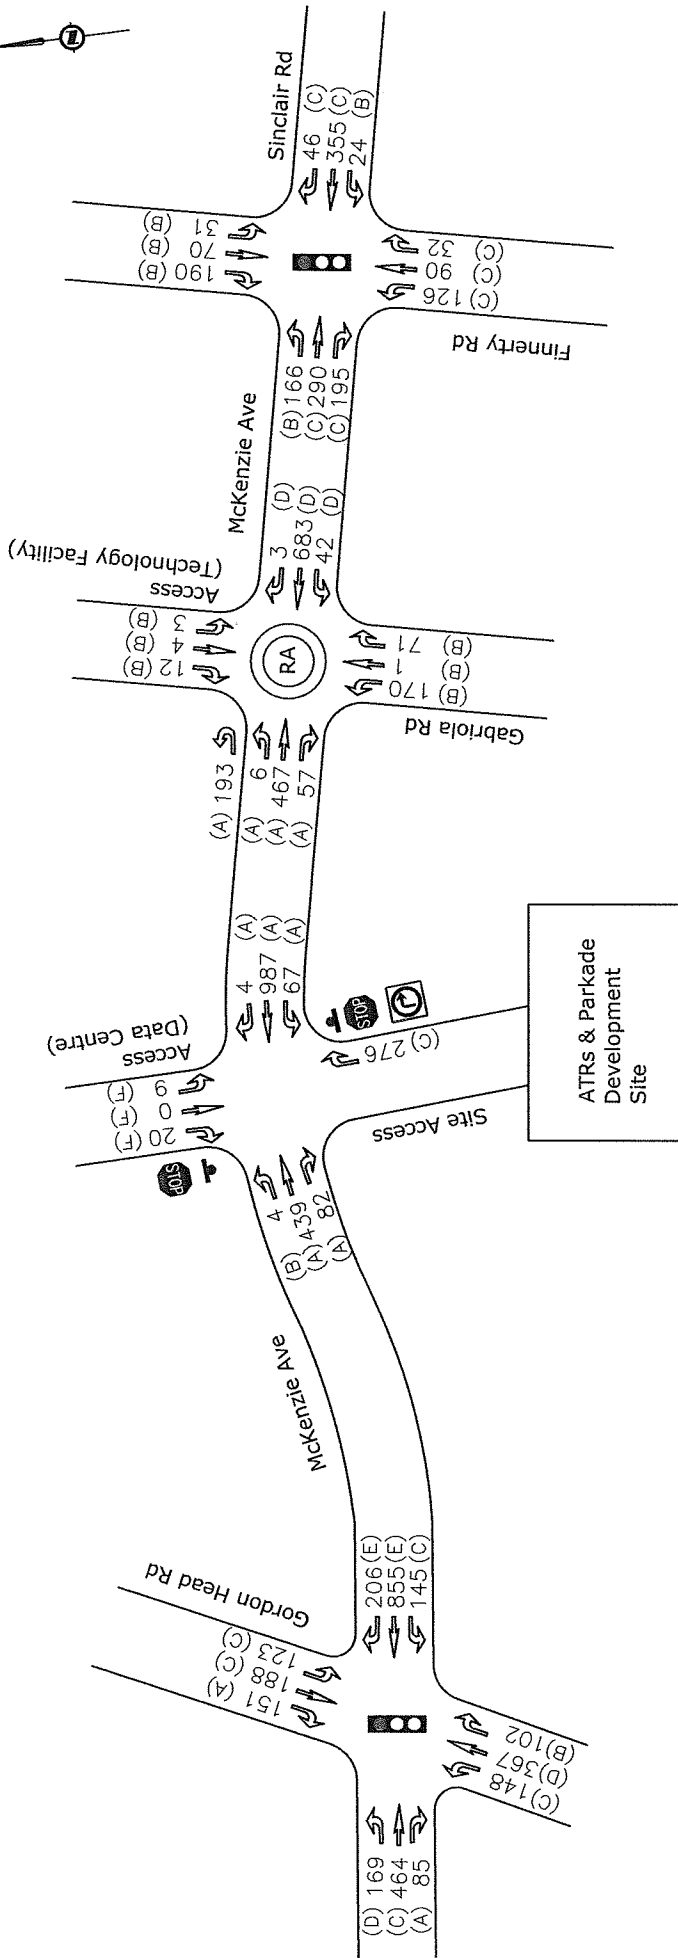 Sinclair Rd
46 (C)
355 (C)
24 (B)
31 (B)
70 (B)
190 (B)
(C) 32
(C) 90
(C) 126
Finnerty Rd
(B) 166
(C) 290
(C) 195
McKenzie Ave
3 (D)
683 (D)
42 (D)
Access
(Technology Facility)
3 (B)
4 (B)
12 (B)
RA
(B) 71
(B) 1
(B) 170
Gabriola Rd
(A) 193
(A) 6
(A) 467
(A) 57
4 (A)
987 (A)
67 (A)
Access
(Data Centre)
9 (F)
0 (F)
20 (F)
STOP
STOP
(C) 276
Site Access
ATRs & Parkade
Development
Site
(B) 4
(A) 439
(A) 82
McKenzie Ave
206 (E)
855 (E)
145 (C)
Gordon Head Rd
123 (C)
188 (C)
151 (A)
(B) 102
(D) 367
(C) 148
(D) 169
(C) 464
(A) 85